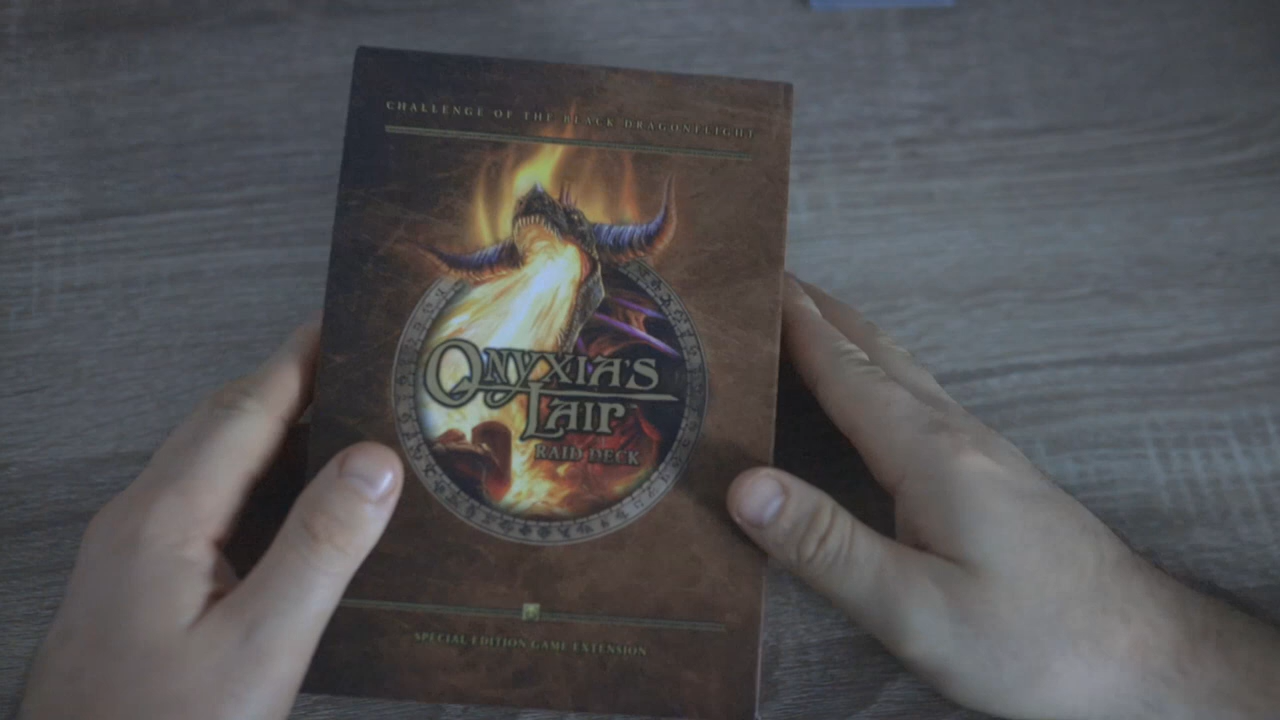 CHALLENGE OF THE BLACK DRAGONFLIGHT
ONYXIA'S
LAIR
RAID DECK
SPECIAL EDITION GAME EXTENSION